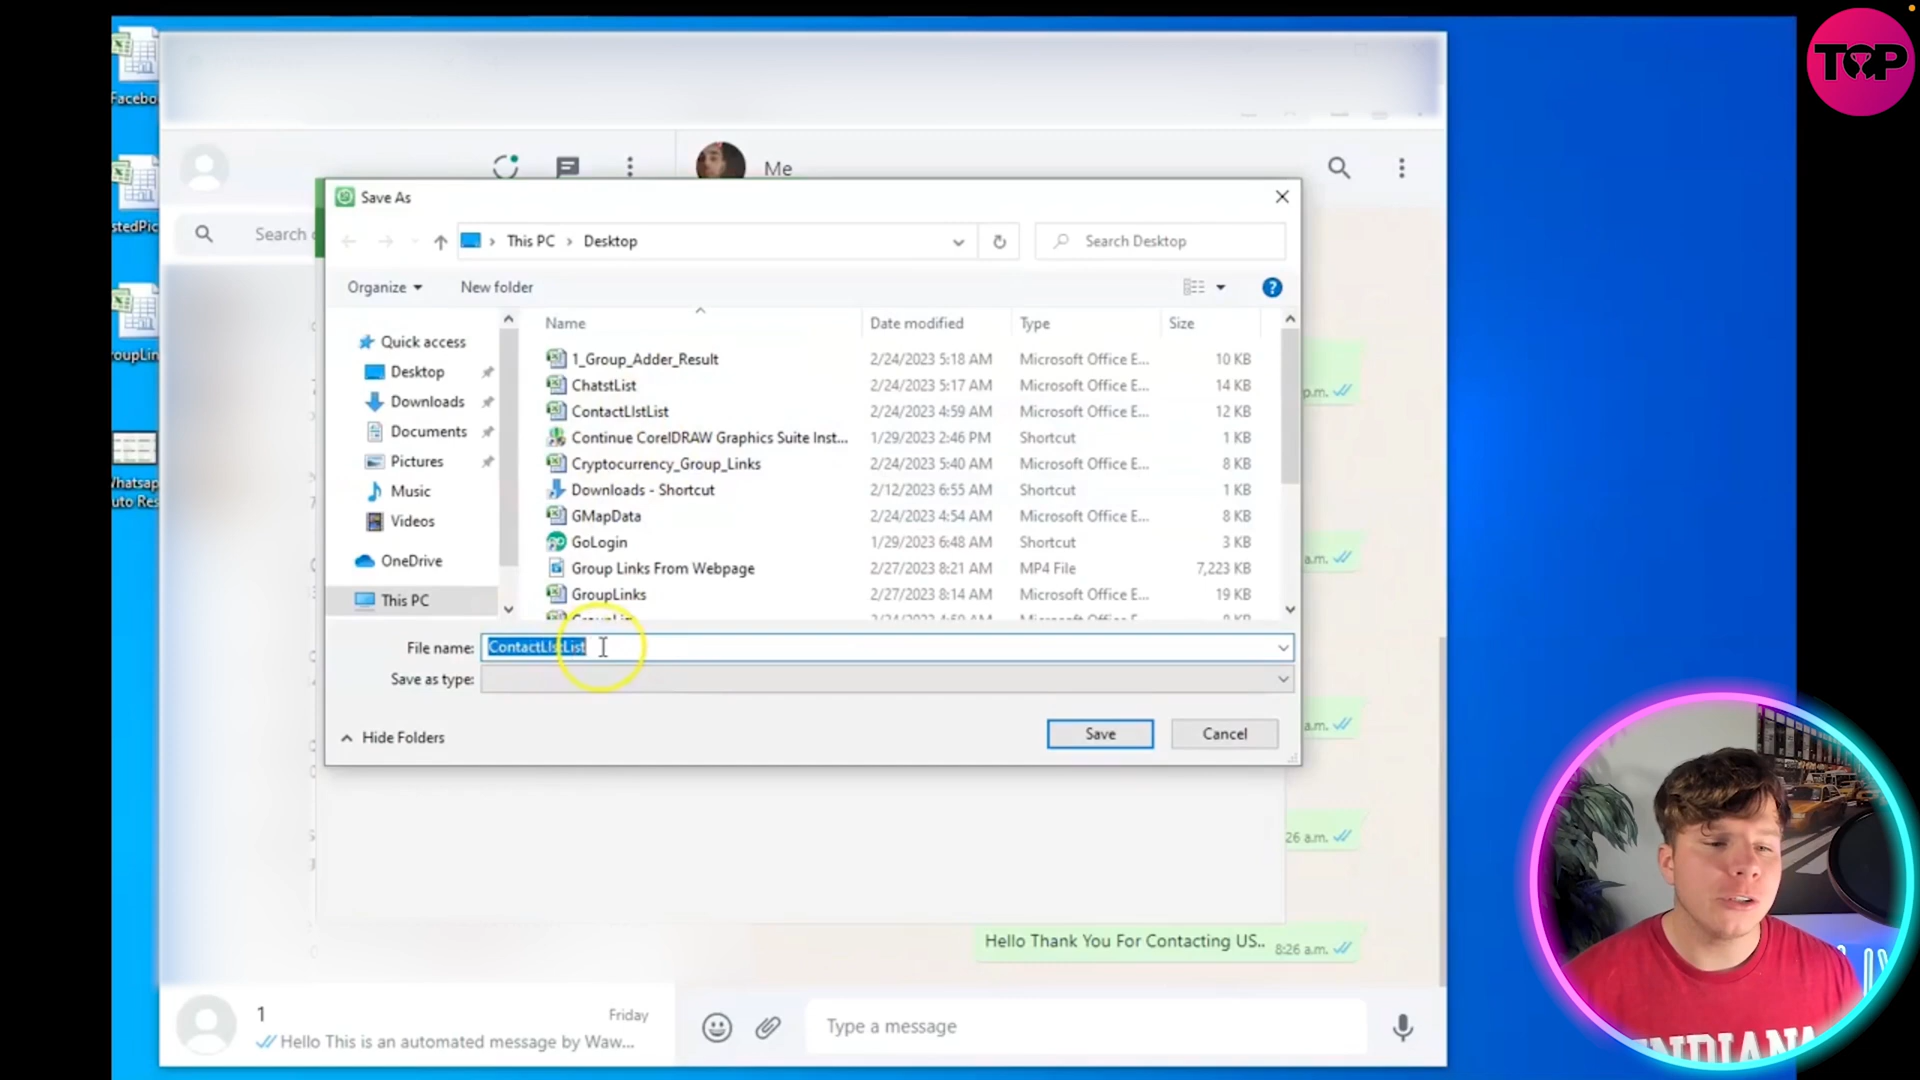 TOP
Facebo
stedPic
roupLin
Whatsap
uto Res
Me
Search
Save As
This PC > Desktop
Search Desktop
Organize
New folder
Quick access
Desktop
Downloads
Documents
Pictures
Music
Videos
OneDrive
This PC
Name Date modified Type Size
1_Group_Adder_Result 2/24/2023 5:18 AM Microsoft Office E... 10 KB
ChatstList 2/24/2023 5:17 AM Microsoft Office E... 14 KB
ContactLIstList 2/24/2023 4:59 AM Microsoft Office E... 12 KB
Continue CorelDRAW Graphics Suite Inst... 1/29/2023 2:46 PM Shortcut 1 KB
Cryptocurrency_Group_Links 2/24/2023 5:40 AM Microsoft Office E... 8 KB
Downloads - Shortcut 2/12/2023 6:55 AM Shortcut 1 KB
GMapData 2/24/2023 4:54 AM Microsoft Office E... 8 KB
GoLogin 1/29/2023 6:48 AM Shortcut 3 KB
Group Links From Webpage 2/27/2023 8:21 AM MP4 File 7,223 KB
GroupLinks 2/27/2023 8:14 AM Microsoft Office E... 19 KB
File name: ContactLIstList
Save as type:
Hide Folders
Save
Cancel
p.m.
a.m.
a.m.
26 a.m.
Hello Thank You For Contacting US.. 8:26 a.m.
1 Friday
Hello This is an automated message by Waw...
Type a message
INDIANA